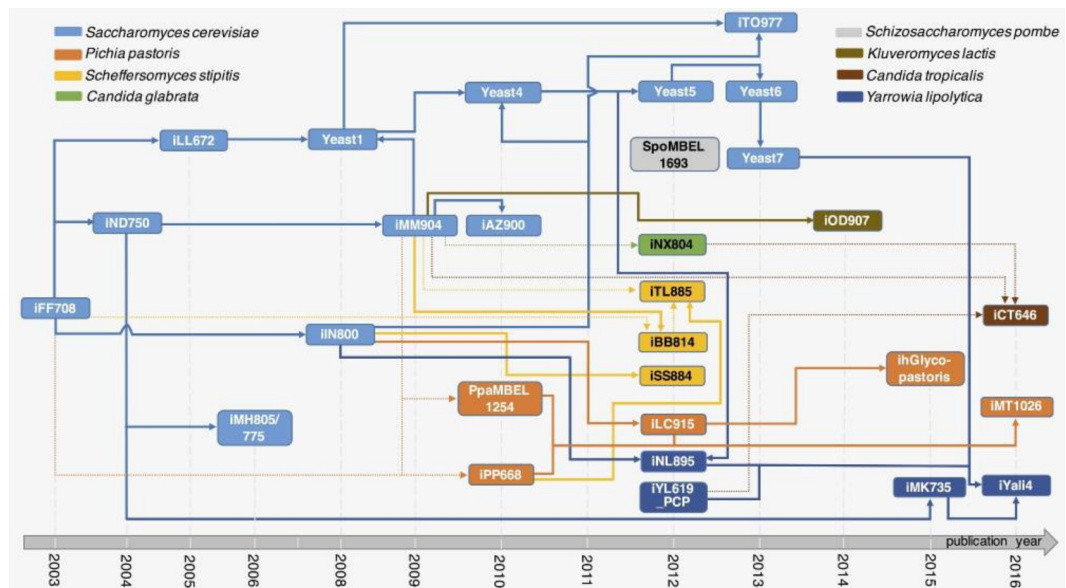 Saccharomyces cerevisiae
Pichia pastoris
Scheffersomyces stipitis
Candida glabrata
iTO977
Schizosaccharomyces pombe
Kluveromyces lactis
Candida tropicalis
Yarrowia lipolytica
Yeast4
Yeast5
Yeast6
iLL672
Yeast1
SpoMBEL
1693
Yeast7
iND750
iMM904
iAZ900
iOD907
iNX804
iTL885
iFF708
iCT646
iIN800
iBB814
iSS884
ihGlyco-
pastoris
PpaMBEL
1254
iMT1026
iMH805/
775
iLC915
iNL895
iPP668
iYL619
_PCP
iMK735
iYali4
publication year
2003
2004
2005
2006
2008
2009
2010
2011
2012
2013
2014
2015
2016